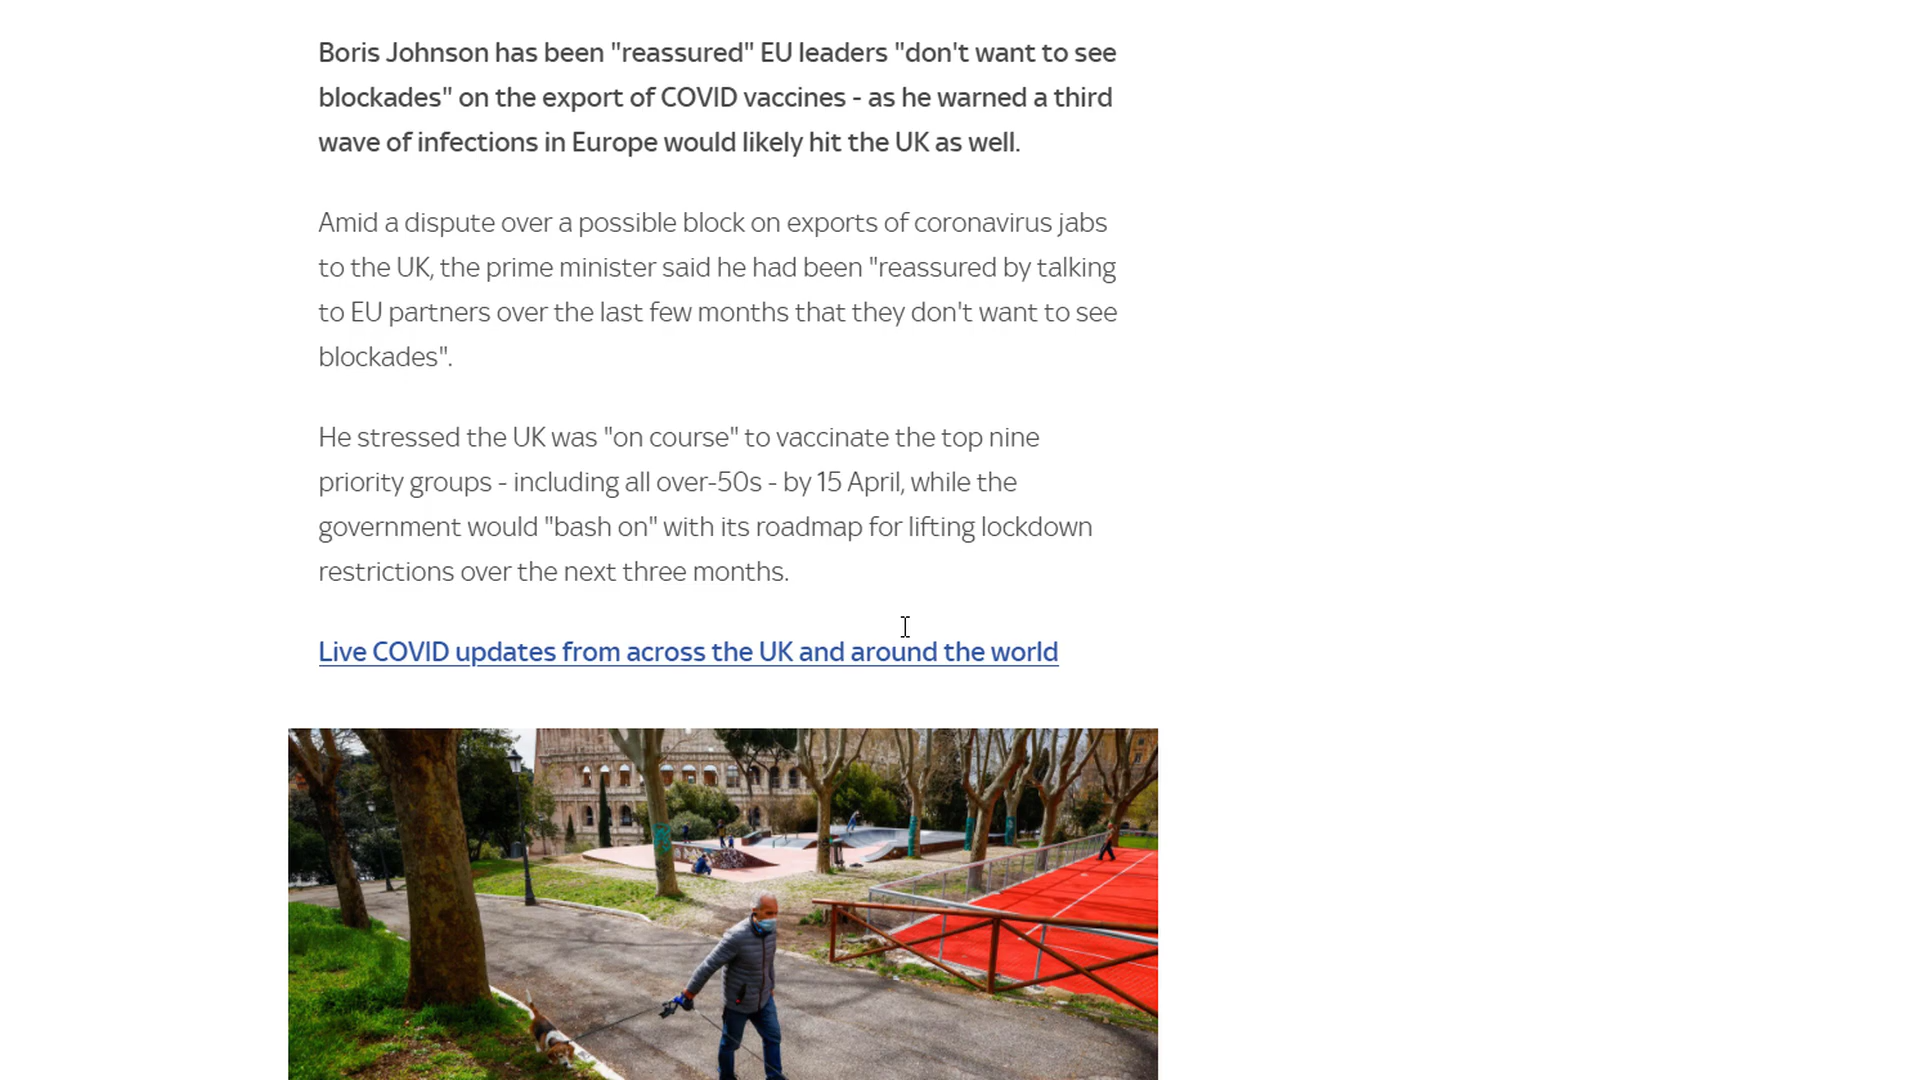 Boris Johnson has been "reassured" EU leaders "don't want to see
blockades" on the export of COVID vaccines - as he warned a third
wave of infections in Europe would likely hit the UK as well.
Amid a dispute over a possible block on exports of coronavirus jabs
to the UK, the prime minister said he had been "reassured by talking
to EU partners over the last few months that they don't want to see
blockades".
He stressed the UK was "on course" to vaccinate the top nine
priority groups - including all over-50s - by 15 April, while the
government would "bash on" with its roadmap for lifting lockdown
restrictions over the next three months.
Live COVID updates from across the UK and around the world